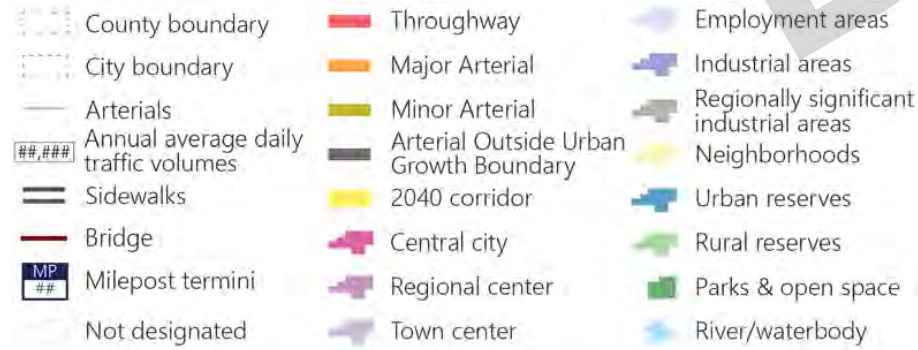 County boundary
City boundary
Arterials
##,###
Annual average daily
traffic volumes
Sidewalks
Bridge
MP
##
Milepost termini
Not designated
Throughway
Major Arterial
Minor Arterial
Arterial Outside Urban
Growth Boundary
2040 corridor
Central city
Regional center
Town center
Employment areas
Industrial areas
Regionally significant
industrial areas
Neighborhoods
Urban reserves
Rural reserves
Parks & open space
River/waterbody